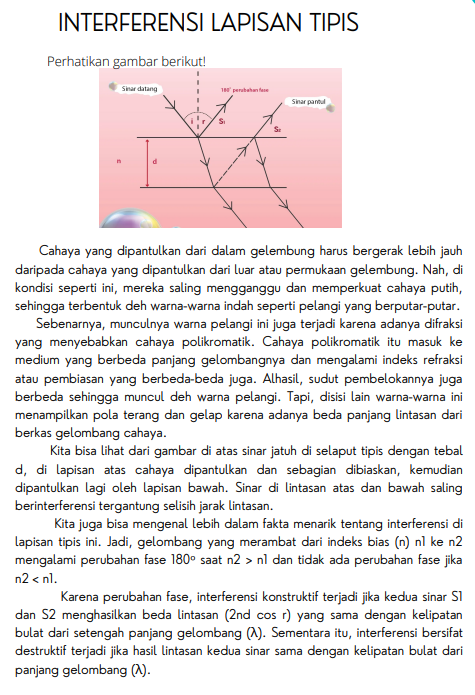 INTERFERENSI LAPISAN TIPIS
Perhatikan gambar berikut!
Sinar datang
180° perubahan fase
Sinar pantul
i r S₁
S₂
n d
Cahaya yang dipantulkan dari dalam gelembung harus bergerak lebih jauh
daripada cahaya yang dipantulkan dari luar atau permukaan gelembung. Nah, di
kondisi seperti ini, mereka saling mengganggu dan memperkuat cahaya putih,
sehingga terbentuk deh warna-warna indah seperti pelangi yang berputar-putar.
Sebenarnya, munculnya warna pelangi ini juga terjadi karena adanya difraksi
yang menyebabkan cahaya polikromatik. Cahaya polikromatik itu masuk ke
medium yang berbeda panjang gelombangnya dan mengalami indeks refraksi
atau pembiasan yang berbeda-beda juga. Alhasil, sudut pembelokannya juga
berbeda sehingga muncul deh warna pelangi. Tapi, disisi lain warna-warna ini
menampilkan pola terang dan gelap karena adanya beda panjang lintasan dari
berkas gelombang cahaya.
Kita bisa lihat dari gambar di atas sinar jatuh di selaput tipis dengan tebal
d, di lapisan atas cahaya dipantulkan dan sebagian dibiaskan, kemudian
dipantulkan lagi oleh lapisan bawah. Sinar di lintasan atas dan bawah saling
berinterferensi tergantung selisih jarak lintasan.
Kita juga bisa mengenal lebih dalam fakta menarik tentang interferensi di
lapisan tipis ini. Jadi, gelombang yang merambat dari indeks bias (n) n1 ke n2
mengalami perubahan fase 180º saat n2 > n1 dan tidak ada perubahan fase jika
n2 < n1.
Karena perubahan fase, interferensi konstruktif terjadi jika kedua sinar S1
dan S2 menghasilkan beda lintasan (2nd cos r) yang sama dengan kelipatan
bulat dari setengah panjang gelombang (λ). Sementara itu, interferensi bersifat
destruktif terjadi jika hasil lintasan kedua sinar sama dengan kelipatan bulat dari
panjang gelombang (λ).